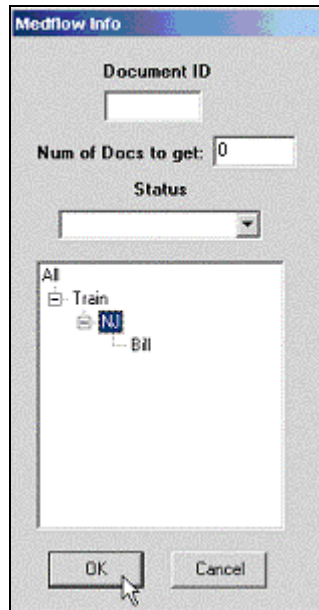 Medflow Info
Document ID
Num of Docs to get: 0
Status
All
Train
NJ
Bill
OK Cancel